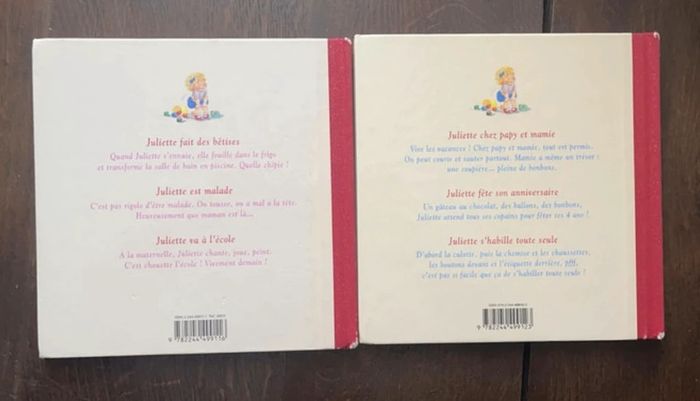 Juliette fait des bêtises
Quand Juliette s'ennuie, elle fouille dans le frigo
et transforme la salle de bain en piscine. Quelle chipie !
Juliette est malade
C'est pas rigolo d'être malade. On tousse, on a mal à la tête.
Heureusement que maman est là...
Juliette va à l'école
A la maternelle, Juliette chante, joue, peint.
C'est chouette l'école ! Vivement demain !
9 782244 499116
Juliette chez papy et mamie
Vive les vacances ! Chez papy et mamie, tout est permis.
On peut courir et sauter partout. Mamie a même un trésor :
une soupière... pleine de bonbons.
Juliette fête son anniversaire
Un gâteau au chocolat, des ballons, des bonbons,
Juliette attend tous ses copains pour fêter ses 4 ans !
Juliette s'habille toute seule
D'abord la culotte, puis la chemise et les chaussettes,
les boutons devant et l'étiquette derrière, pfff,
c'est pas si facile que ça de s'habiller toute seule !
9 782244 499123